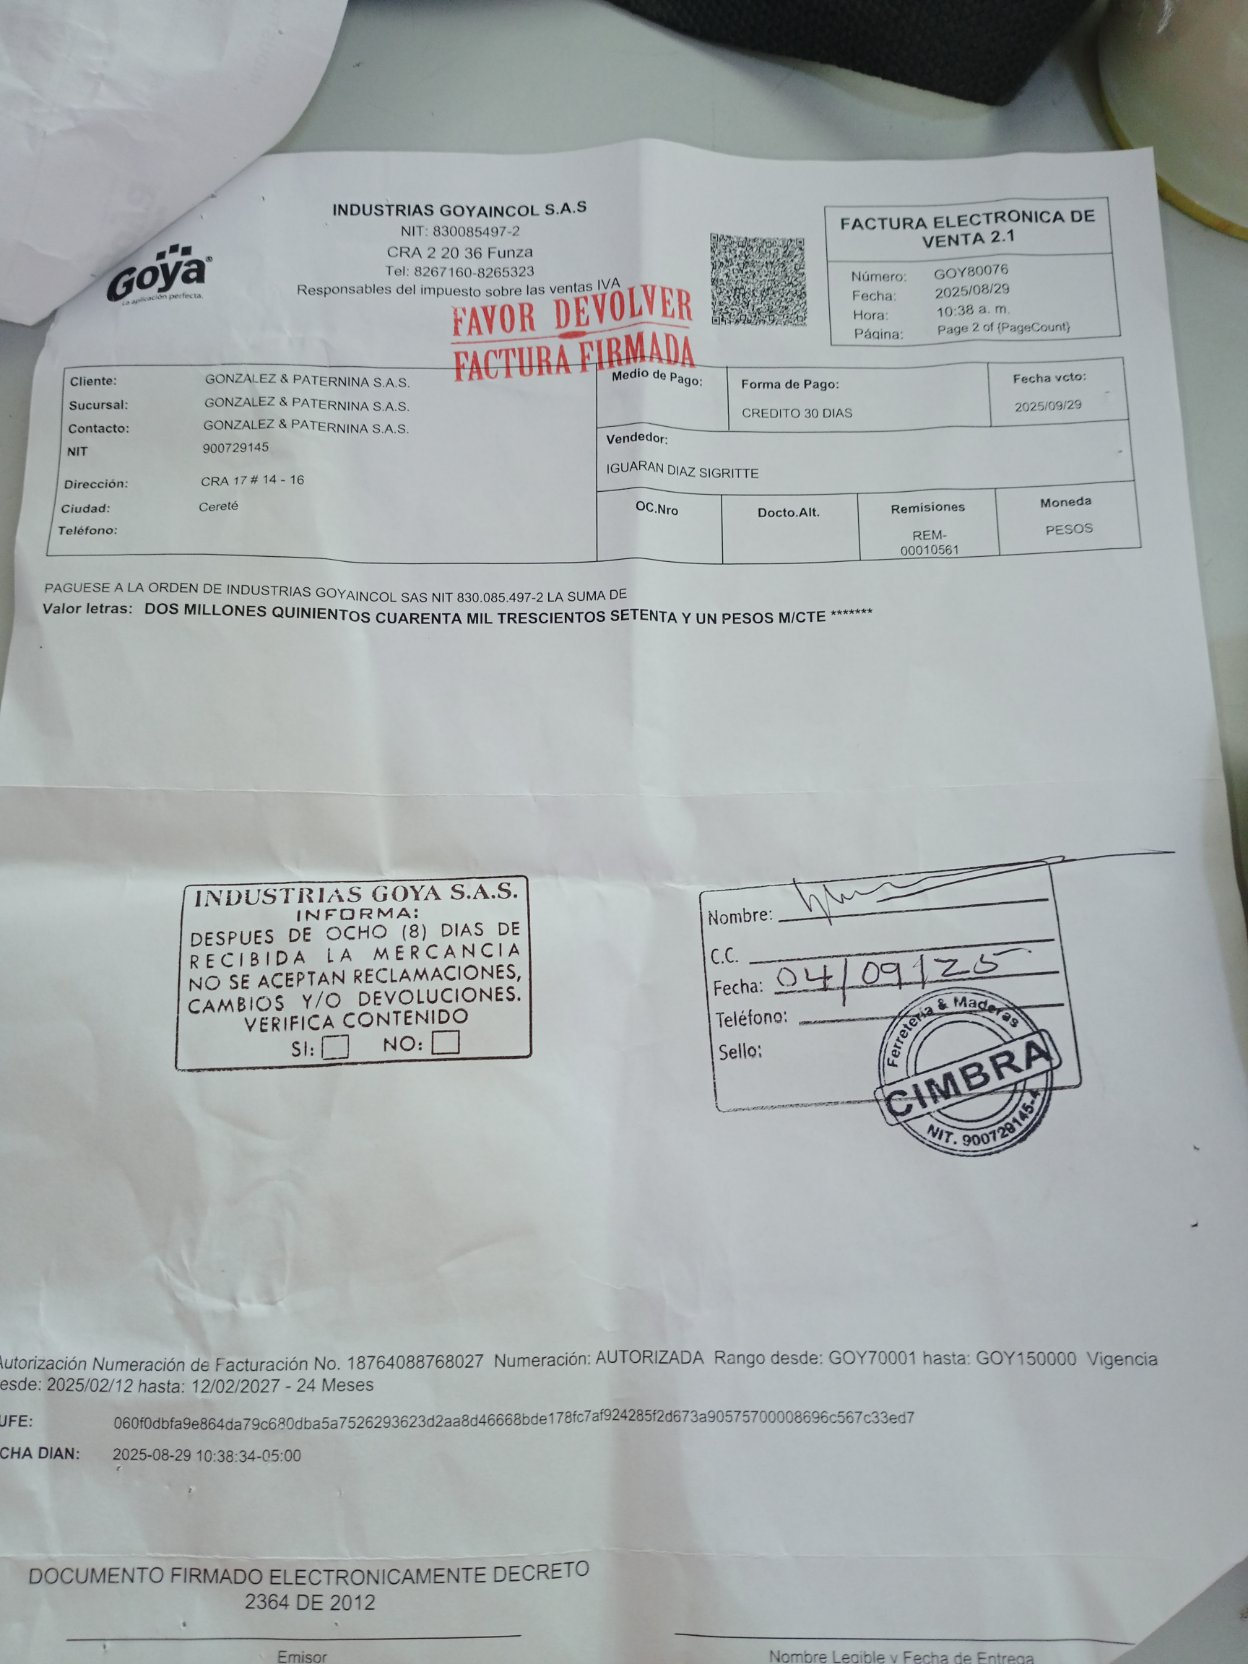 INDUSTRIAS GOYAINCOL S.A.S
NIT: 830085497-2
CRA 2 20 36 Funza
Tel: 8267160-8265323
Responsables del impuesto sobre las ventas IVA
Goya®
La aplicación perfecta.
FAVOR DEVOLVER
FACTURA FIRMADA
FACTURA ELECTRONICA DE
VENTA 2.1
Número: GOY80076
Fecha: 2025/08/29
Hora: 10:38 a. m.
Página: Page 2 of {PageCount}
Cliente: GONZALEZ & PATERNINA S.A.S.
Sucursal: GONZALEZ & PATERNINA S.A.S.
Contacto: GONZALEZ & PATERNINA S.A.S.
NIT 900729145
Dirección: CRA 17 # 14 - 16
Ciudad: Cereté
Teléfono:
Medio de Pago: Forma de Pago: Fecha vcto:
CREDITO 30 DIAS 2025/09/29
Vendedor:
IGUARAN DIAZ SIGRITTE
OC.Nro Docto.Alt. Remisiones Moneda
REM- PESOS
00010561
PAGUESE A LA ORDEN DE INDUSTRIAS GOYAINCOL SAS NIT 830.085.497-2 LA SUMA DE
Valor letras: DOS MILLONES QUINIENTOS CUARENTA MIL TRESCIENTOS SETENTA Y UN PESOS M/CTE *******
INDUSTRIAS GOYA S.A.S.
INFORMA:
DESPUES DE OCHO (8) DIAS DE
RECIBIDA LA MERCANCIA
NO SE ACEPTAN RECLAMACIONES,
CAMBIOS Y/O DEVOLUCIONES.
VERIFICA CONTENIDO
SI: NO:
Nombre:
C.C.
Fecha: 04/09/25
Teléfono:
Sello:
Ferretería & Maderas
CIMBRA
NIT. 900729145-4
Autorización Numeración de Facturación No. 18764088768027 Numeración: AUTORIZADA Rango desde: GOY70001 hasta: GOY150000 Vigencia
esde: 2025/02/12 hasta: 12/02/2027 - 24 Meses
UFE: 060f0dbfa9e864da79c680dba5a7526293623d2aa8d46668bde178fc7af924285f2d673a90575700008696c567c33ed7
CHA DIAN: 2025-08-29 10:38:34-05:00
DOCUMENTO FIRMADO ELECTRONICAMENTE DECRETO
2364 DE 2012
Emisor
Nombre Legible y Fecha de Entrega